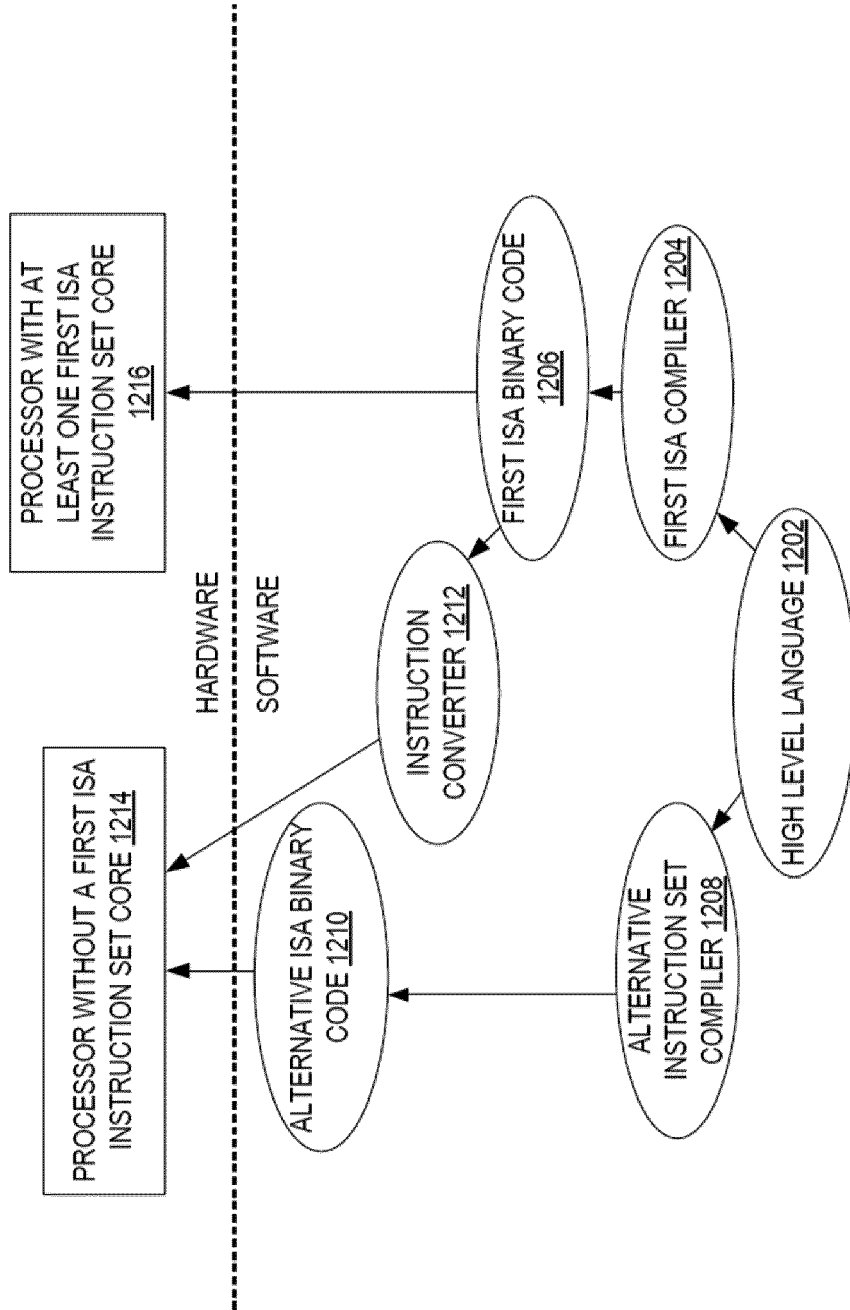 PROCESSOR WITHOUT A FIRST ISA
INSTRUCTION SET CORE 1214
PROCESSOR WITH AT
LEAST ONE FIRST ISA
INSTRUCTION SET CORE
1216
HARDWARE
SOFTWARE
ALTERNATIVE ISA BINARY
CODE 1210
INSTRUCTION
CONVERTER 1212
FIRST ISA BINARY CODE
1206
ALTERNATIVE
INSTRUCTION SET
COMPILER 1208
FIRST ISA COMPILER 1204
HIGH LEVEL LANGUAGE 1202